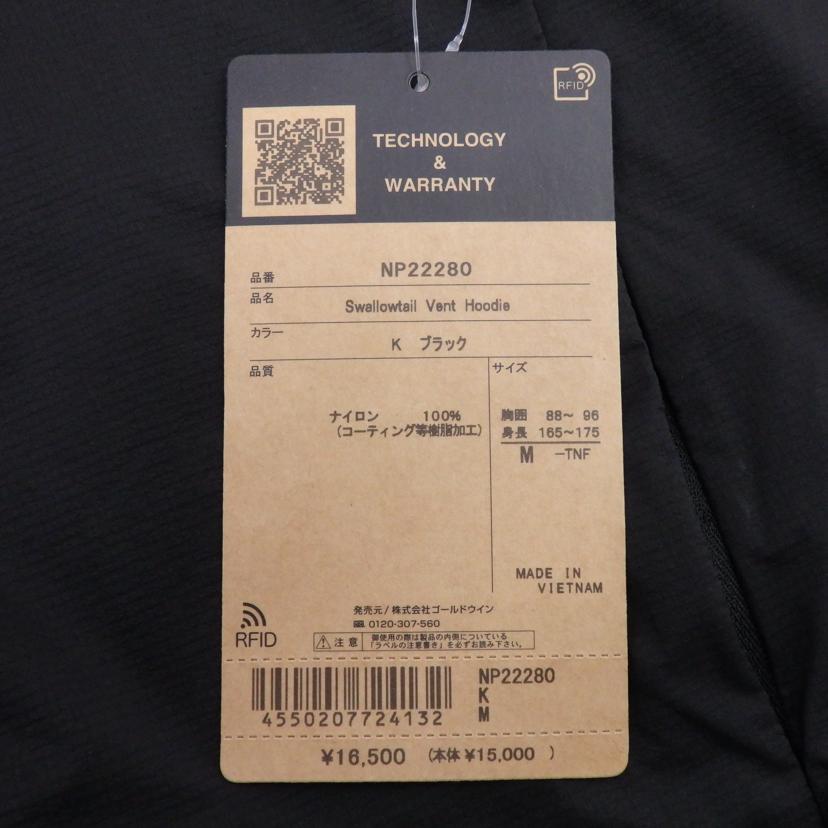 RFID
TECHNOLOGY
&
WARRANTY
品番 NP22280
品名 Swallowtail Vent Hoodie
カラー K ブラック
品質
ナイロン 100%
(コーティング等樹脂加工)
サイズ
胸囲 88～ 96
身長 165～175
M -TNF
MADE IN
VIETNAM
発売元/株式会社ゴールドウイン
0120-307-560
RFID
注意 御使用の際は製品の内側についている
「ラベルの注意書き」を必ずお読み下さい。
4550207724132
NP22280
K
M
¥16,500 (本体 ¥15,000 )